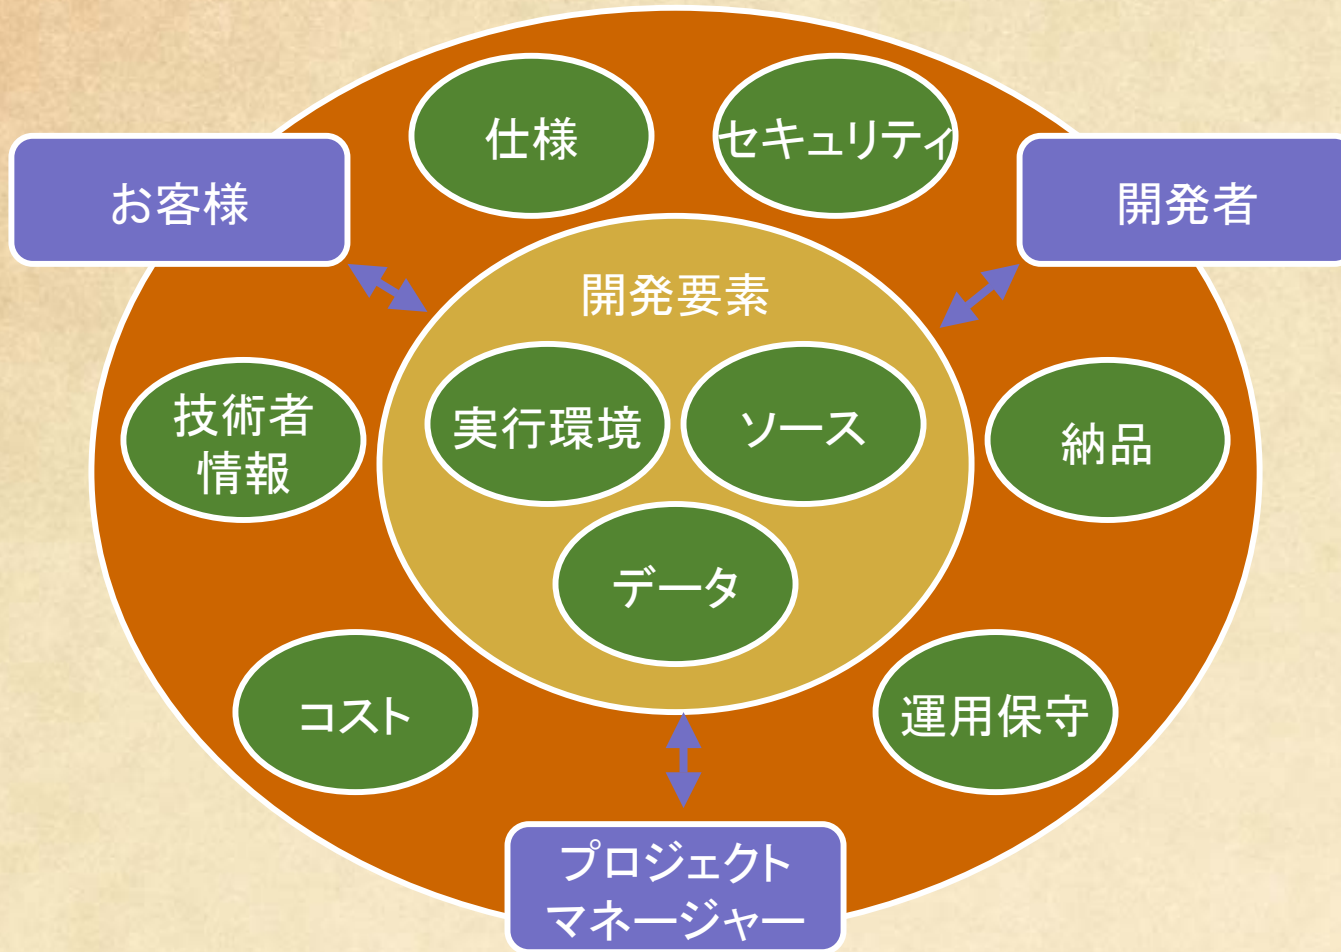 仕様
セキュリティ
お客様
開発者
開発要素
技術者
情報
実行環境
ソース
納品
データ
コスト
運用保守
プロジェクト
マネージャー